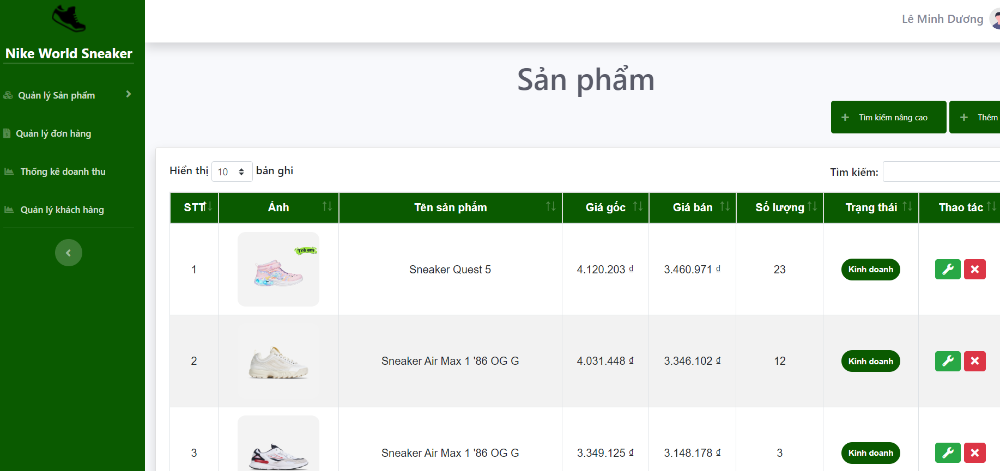 Lê Minh Dương
Nike World Sneaker
Quản lý Sản phẩm
Quản lý đơn hàng
Thống kê doanh thu
Quản lý khách hàng
Sản phẩm
Tìm kiếm nâng cao
Thêm
Hiển thị 10 bản ghi
Tìm kiếm:
STT Ảnh Tên sản phẩm Giá gốc Giá bán Số lượng Trạng thái Thao tác
Trẻ em
1 Sneaker Quest 5 4.120.203 ₫ 3.460.971 ₫ 23 Kinh doanh
2 Sneaker Air Max 1 '86 OG G 4.031.448 ₫ 3.346.102 ₫ 12 Kinh doanh
3 Sneaker Air Max 1 '86 OG G 3.349.125 ₫ 3.148.178 ₫ 3 Kinh doanh